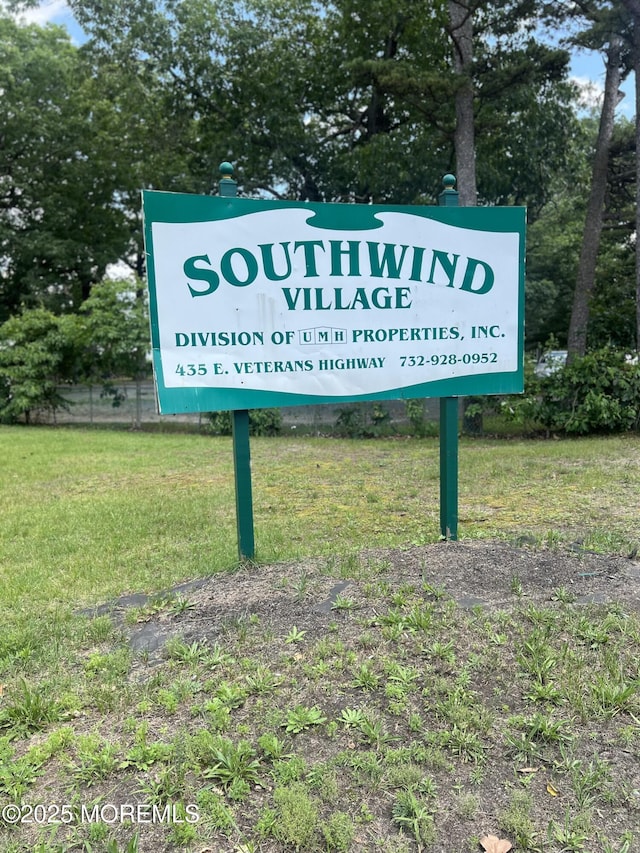 SOUTHWIND
VILLAGE
DIVISION OF UMH PROPERTIES, INC.
435 E. VETERANS HIGHWAY 732-928-0952
©2025 MOREMLS